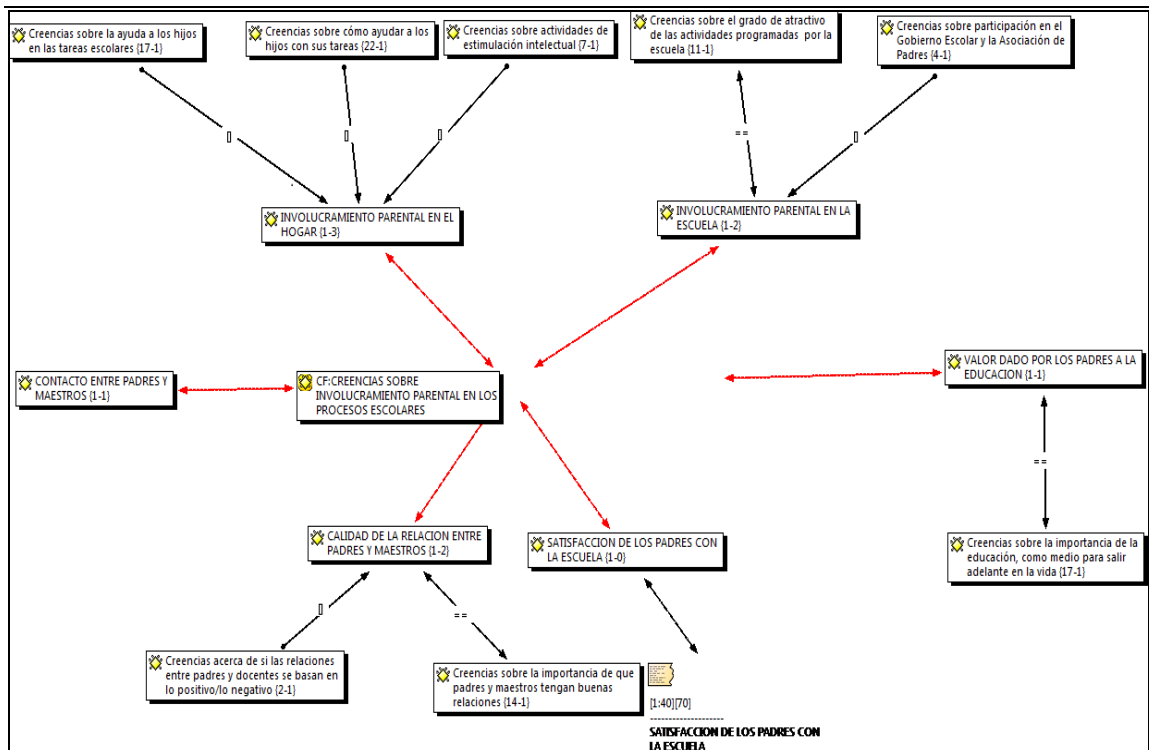 Creencias sobre la ayuda a los hijos
en las tareas escolares {17-1}
Creencias sobre cómo ayudar a los
hijos con sus tareas {22-1}
Creencias sobre actividades de
estimulación intelectual {7-1}
Creencias sobre el grado de atractivo
de las actividades programadas por la
escuela {11-1}
Creencias sobre participación en el
Gobierno Escolar y la Asociación de
Padres {4-1}
[]
[]
[]
==
[]
INVOLUCRAMIENTO PARENTAL EN EL
HOGAR {1-3}
INVOLUCRAMIENTO PARENTAL EN LA
ESCUELA {1-2}
CONTACTO ENTRE PADRES Y
MAESTROS {1-1}
CF:CREENCIAS SOBRE
INVOLUCRAMIENTO PARENTAL EN LOS
PROCESOS ESCOLARES
VALOR DADO POR LOS PADRES A LA
EDUCACION {1-1}
==
CALIDAD DE LA RELACION ENTRE
PADRES Y MAESTROS {1-2}
SATISFACCION DE LOS PADRES CON
LA ESCUELA {1-0}
Creencias sobre la importancia de la
educación, como medio para salir
adelante en la vida {17-1}
[]
==
Creencias acerca de si las relaciones
entre padres y docentes se basan en
lo positivo/lo negativo {2-1}
Creencias sobre la importancia de que
padres y maestros tengan buenas
relaciones {14-1}
[1:40][70]
--------------------
SATISFACCION DE LOS PADRES CON
LA ESCUELA